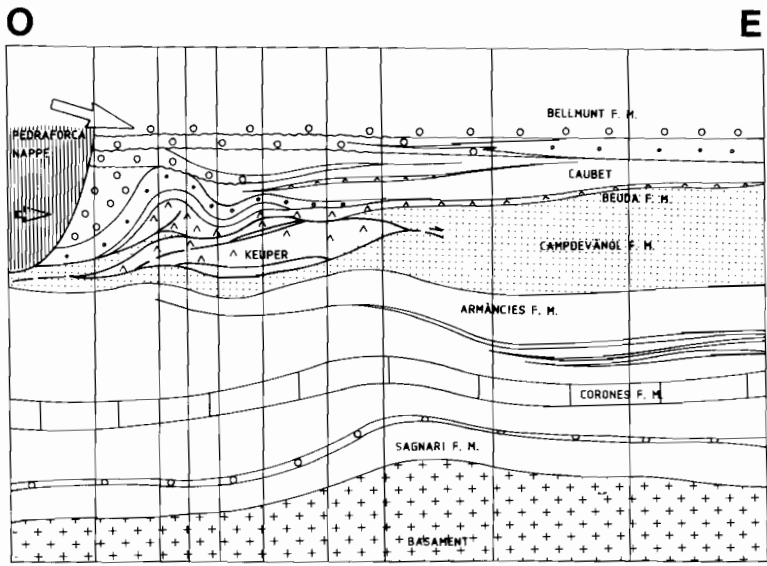 O
E
BELLMUNT F. M.
PEDRAFORCA
NAPPE
CAUBET
BEUDA F. M.
CAMPDEVÀNOL F. M.
KEUPER
ARMÀNCIES F. M.
CORONES F. M.
SAGNARI F. M.
BASAMENT